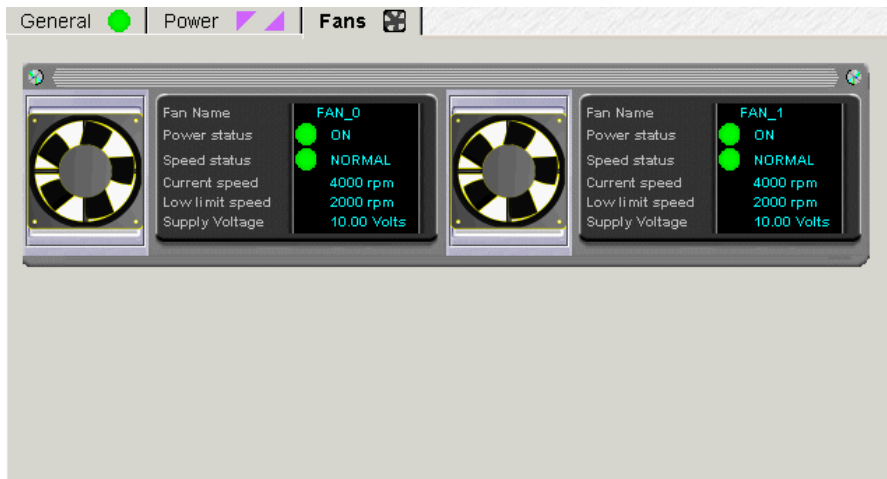 General Power Fans
Fan Name FAN_0
Power status ON
Speed status NORMAL
Current speed 4000 rpm
Low limit speed 2000 rpm
Supply Voltage 10.00 Volts
Fan Name FAN_1
Power status ON
Speed status NORMAL
Current speed 4000 rpm
Low limit speed 2000 rpm
Supply Voltage 10.00 Volts